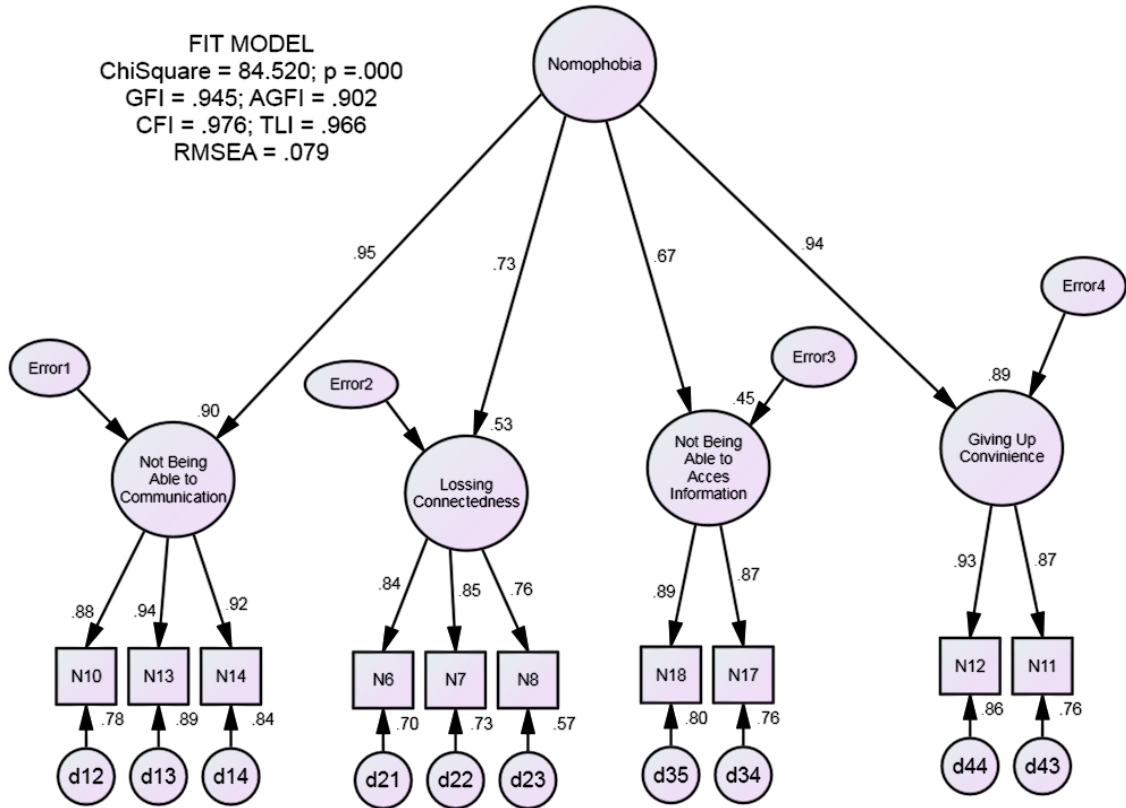 FIT MODEL
ChiSquare = 84.520; p =.000
GFI = .945; AGFI = .902
CFI = .976; TLI = .966
RMSEA = .079
Nomophobia
.95
.73
.67
.94
Error1
Error2
Error3
Error4
.90
.53
.45
.89
Not Being
Able to
Communication
Lossing
Connectedness
Not Being
Able to
Acces
Information
Giving Up
Convinience
.88
.94
.92
.84
.85
.76
.89
.87
.93
.87
N10
N13
N14
N6
N7
N8
N18
N17
N12
N11
.78
.89
.84
.70
.73
.57
.80
.76
.86
.76
d12
d13
d14
d21
d22
d23
d35
d34
d44
d43